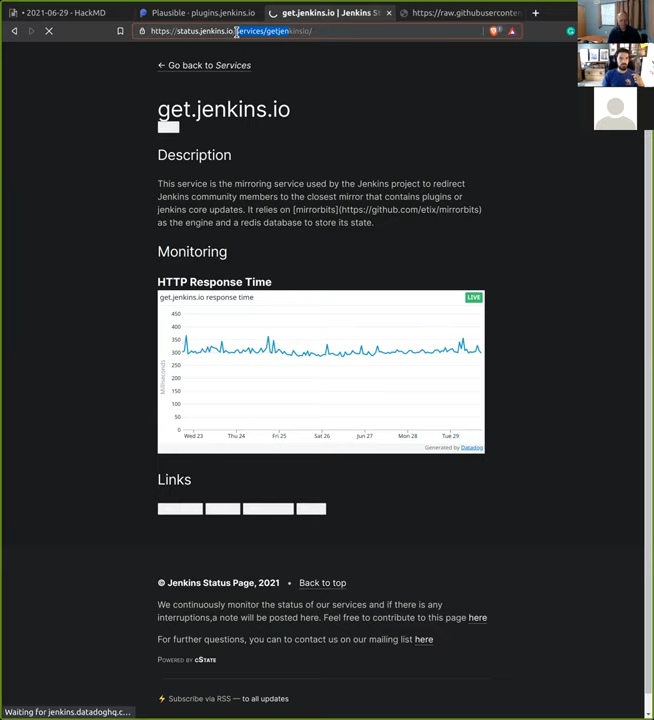 • 2021-06-29 - HackMD
Plausible · plugins.jenkins.io
get.jenkins.io | Jenkins St
https://raw.githubuserconten
https://status.jenkins.io/services/getjenkinsio/
← Go back to Services
get.jenkins.io
Description
This service is the mirroring service used by the Jenkins project to redirect
Jenkins community members to the closest mirror that contains plugins or
jenkins core updates. It relies on [mirrorbits](https://github.com/etix/mirrorbits)
as the engine and a redis database to store its state.
Monitoring
HTTP Response Time
get.jenkins.io response time
LIVE
450
400
350
300
250
200
150
100
50
0
Milliseconds
Wed 23 Thu 24 Fri 25 Sat 26 Jun 27 Mon 28 Tue 29
Generated by Datadog
Links
© Jenkins Status Page, 2021 • Back to top
We continuously monitor the status of our services and if there is any
interruptions,a note will be posted here. Feel free to contribute to this page here
For further questions, you can to contact us on our mailing list here
POWERED BY cSTATE
⚡ Subscribe via RSS — to all updates
Waiting for jenkins.datadoghq.c...